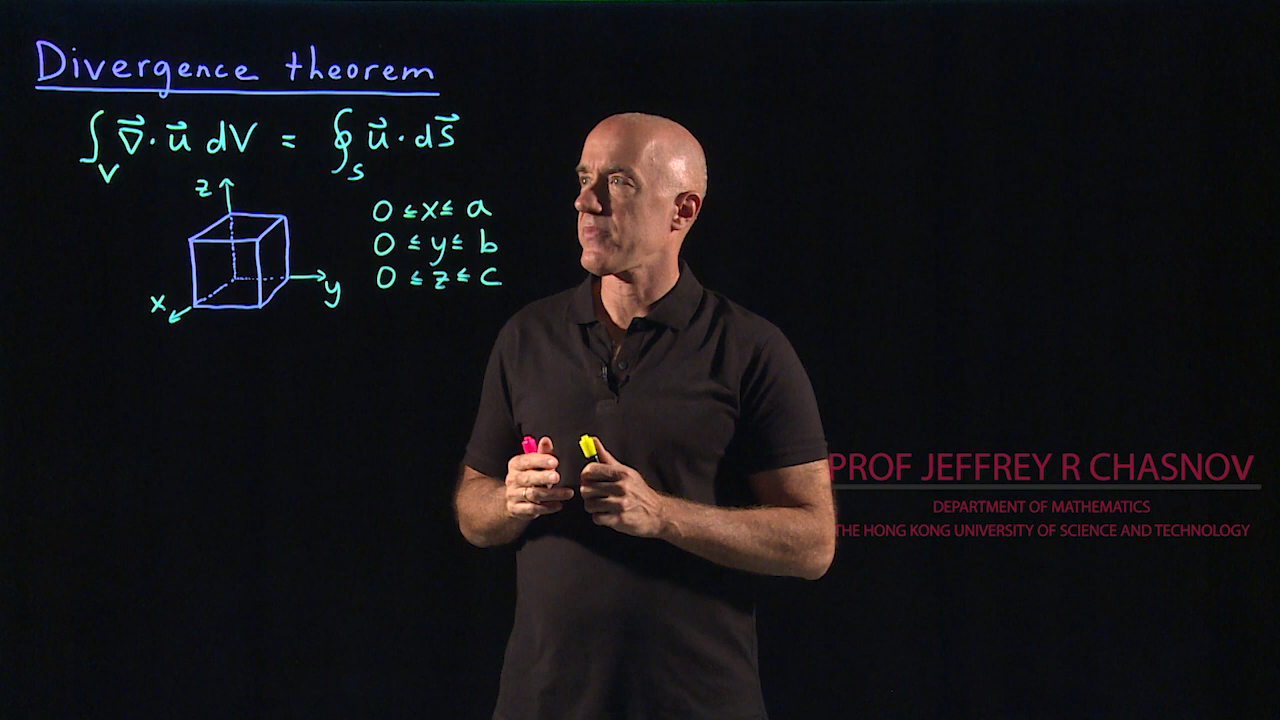 Divergence theorem
∫_V ∇⃗·u⃗ dV = ∮_S u⃗·dS⃗
z
0 ≤ x ≤ a
0 ≤ y ≤ b
0 ≤ z ≤ c
x
y
PROF JEFFREY R CHASNOV
DEPARTMENT OF MATHEMATICS
THE HONG KONG UNIVERSITY OF SCIENCE AND TECHNOLOGY